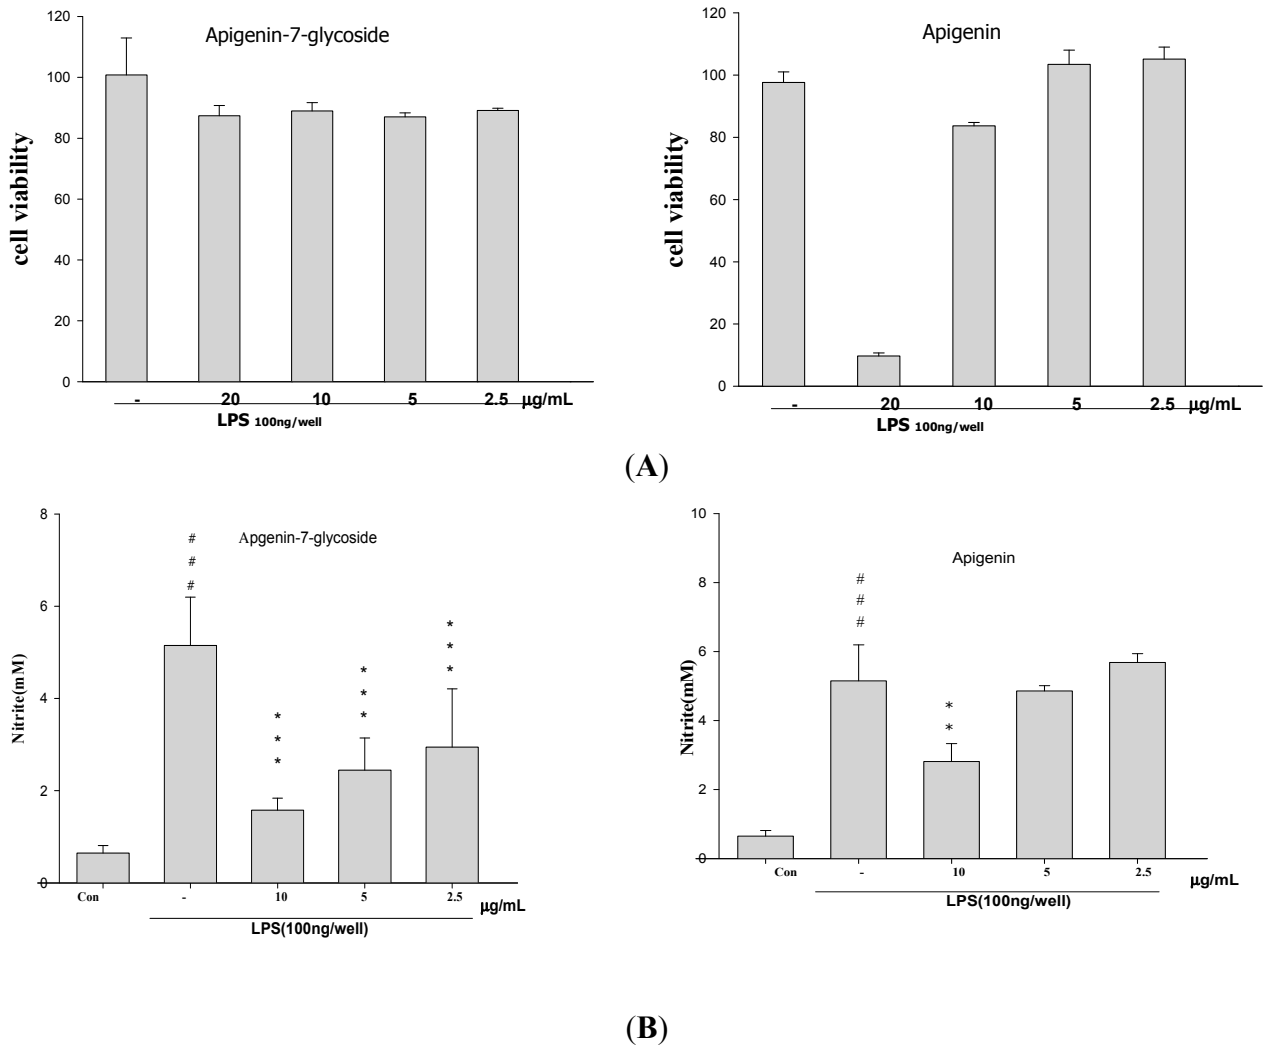 Apigenin-7-glycoside
cell viability
120
100
80
60
40
20
0
- 20 10 5 2.5 μg/mL
LPS 100ng/well
Apigenin
cell viability
120
100
80
60
40
20
0
- 20 10 5 2.5 μg/mL
LPS 100ng/well
(A)
Apgenin-7-glycoside
Nitrite(mM)
8
6
4
2
0
#
#
#
*
*
*
*
*
*
*
*
*
Con - 10 5 2.5 μg/mL
LPS(100ng/well)
Apigenin
Nitrite(mM)
10
8
6
4
2
0
#
#
#
*
*
Con - 10 5 2.5 μg/mL
LPS(100ng/well)
(B)